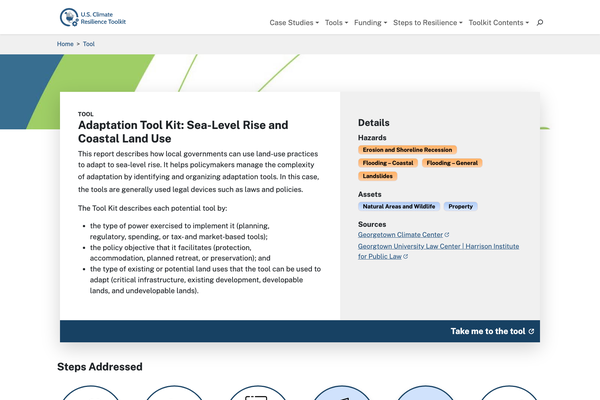 U.S. Climate
Resilience Toolkit
Case Studies Tools Funding Steps to Resilience Toolkit Contents
Home > Tool
TOOL
Adaptation Tool Kit: Sea-Level Rise and
Coastal Land Use
This report describes how local governments can use land-use practices
to adapt to sea-level rise. It helps policymakers manage the complexity
of adaptation by identifying and organizing adaptation tools. In this case,
the tools are generally used legal devices such as laws and policies.
The Tool Kit describes each potential tool by:
• the type of power exercised to implement it (planning,
regulatory, spending, or tax- and market-based tools);
• the policy objective that it facilitates (protection,
accommodation, planned retreat, or preservation); and
• the type of existing or potential land uses that the tool can be used to
adapt (critical infrastructure, existing development, developable
lands, and undevelopable lands).
Details
Hazards
Erosion and Shoreline Recession
Flooding – Coastal Flooding – General
Landslides
Assets
Natural Areas and Wildlife Property
Sources
Georgetown Climate Center
Georgetown University Law Center | Harrison Institute
for Public Law
Take me to the tool
Steps Addressed